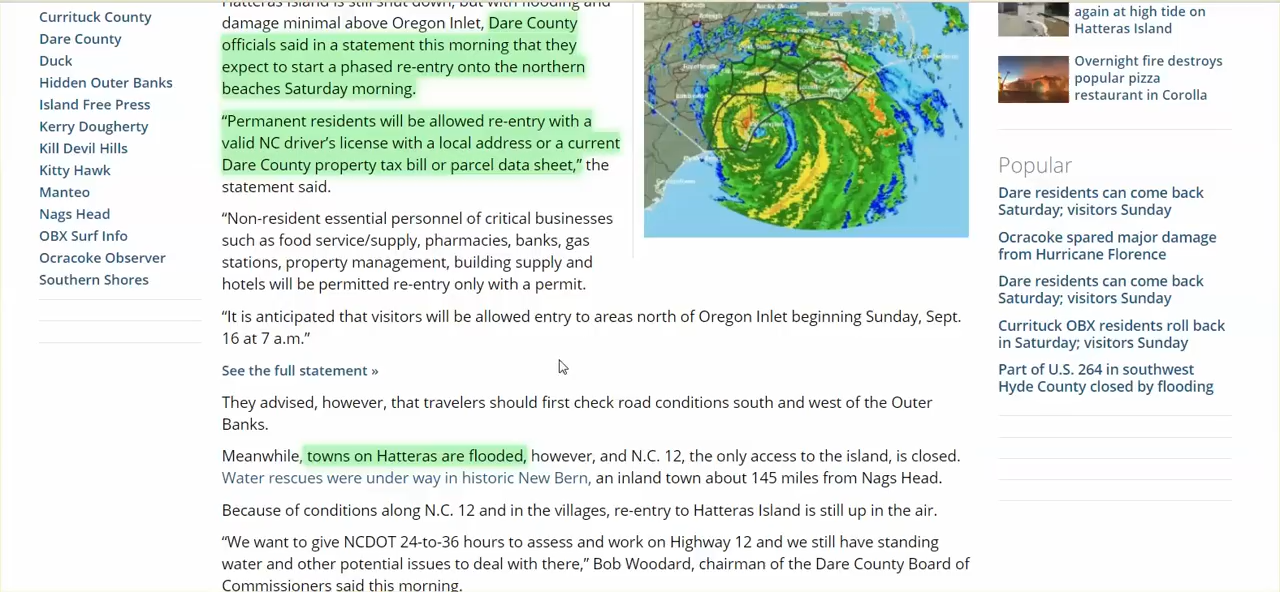 Currituck County
Dare County
Duck
Hidden Outer Banks
Island Free Press
Kerry Dougherty
Kill Devil Hills
Kitty Hawk
Manteo
Nags Head
OBX Surf Info
Ocracoke Observer
Southern Shores
Hatteras Island is still shut down, but with flooding and
damage minimal above Oregon Inlet, Dare County
officials said in a statement this morning that they
expect to start a phased re-entry onto the northern
beaches Saturday morning.
“Permanent residents will be allowed re-entry with a
valid NC driver’s license with a local address or a current
Dare County property tax bill or parcel data sheet,” the
statement said.
“Non-resident essential personnel of critical businesses
such as food service/supply, pharmacies, banks, gas
stations, property management, building supply and
hotels will be permitted re-entry only with a permit.
“It is anticipated that visitors will be allowed entry to areas north of Oregon Inlet beginning Sunday, Sept.
16 at 7 a.m.”
See the full statement »
They advised, however, that travelers should first check road conditions south and west of the Outer
Banks.
Meanwhile, towns on Hatteras are flooded, however, and N.C. 12, the only access to the island, is closed.
Water rescues were under way in historic New Bern, an inland town about 145 miles from Nags Head.
Because of conditions along N.C. 12 and in the villages, re-entry to Hatteras Island is still up in the air.
“We want to give NCDOT 24-to-36 hours to assess and work on Highway 12 and we still have standing
water and other potential issues to deal with there,” Bob Woodard, chairman of the Dare County Board of
Commissioners said this morning.
again at high tide on
Hatteras Island
Overnight fire destroys
popular pizza
restaurant in Corolla
Popular
Dare residents can come back
Saturday; visitors Sunday
Ocracoke spared major damage
from Hurricane Florence
Dare residents can come back
Saturday; visitors Sunday
Currituck OBX residents roll back
in Saturday; visitors Sunday
Part of U.S. 264 in southwest
Hyde County closed by flooding